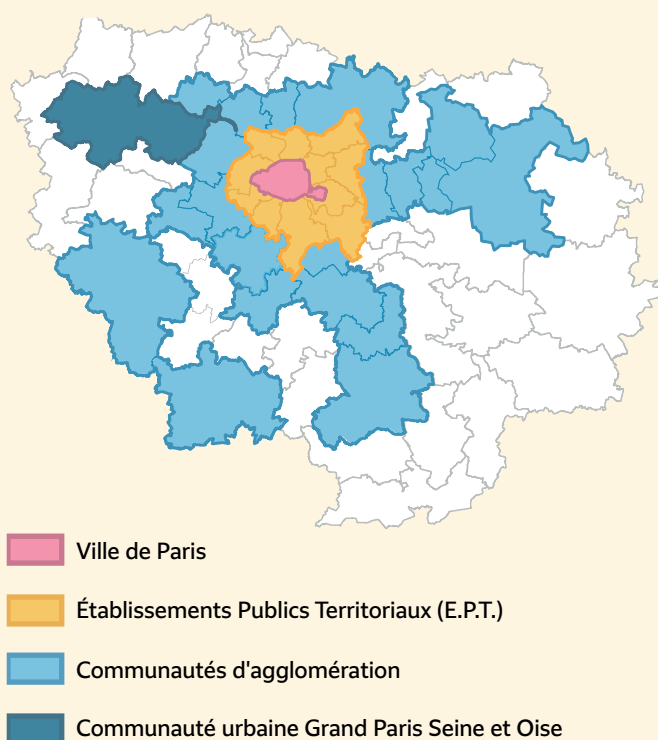 Ville de Paris
Établissements Publics Territoriaux (E.P.T.)
Communautés d'agglomération
Communauté urbaine Grand Paris Seine et Oise